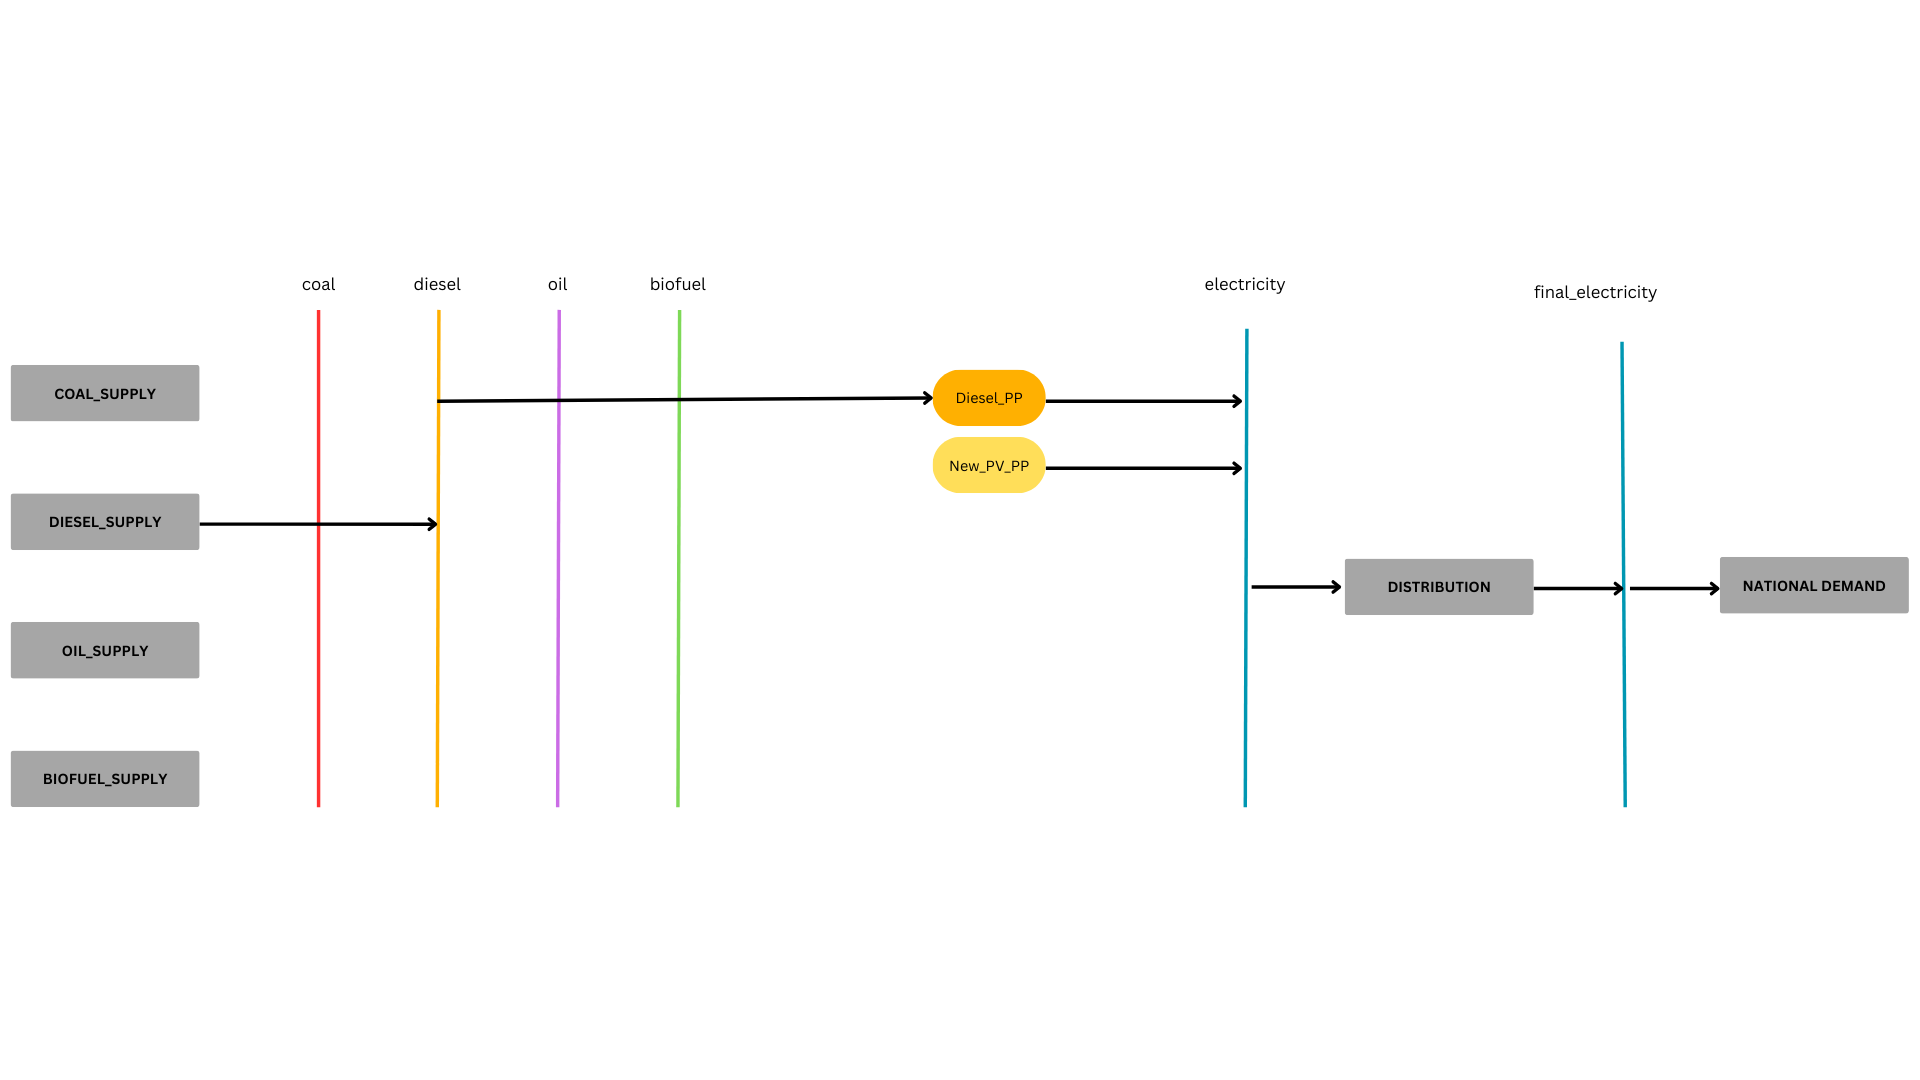 coal
diesel
oil
biofuel
electricity
final_electricity
COAL_SUPPLY
Diesel_PP
New_PV_PP
DIESEL_SUPPLY
DISTRIBUTION
NATIONAL DEMAND
OIL_SUPPLY
BIOFUEL_SUPPLY